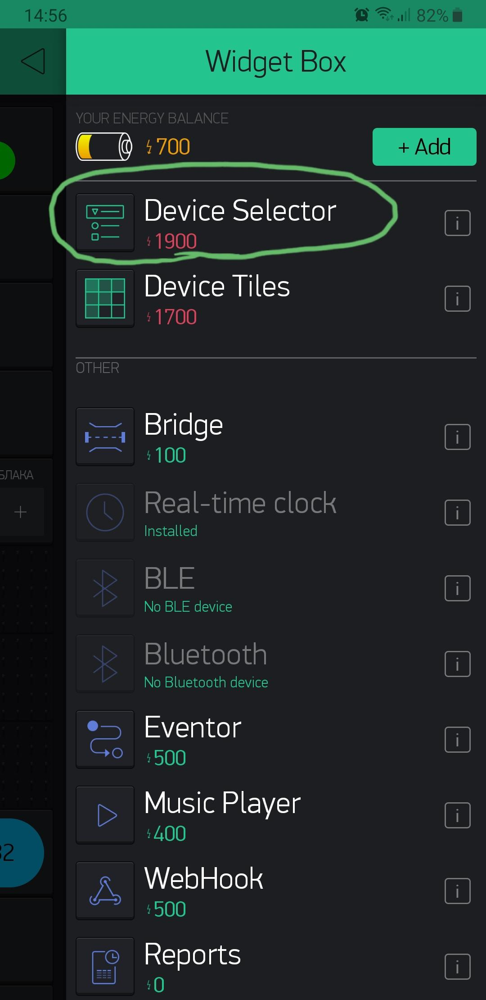 14:56
82%
Widget Box
YOUR ENERGY BALANCE
700
+ Add
Device Selector
1900
i
Device Tiles
1700
i
OTHER
Bridge
100
i
БЛАКА
+
Real-time clock
Installed
i
BLE
No BLE device
i
Bluetooth
No Bluetooth device
i
Eventor
500
i
Music Player
400
i
32
WebHook
500
i
Reports
0
i